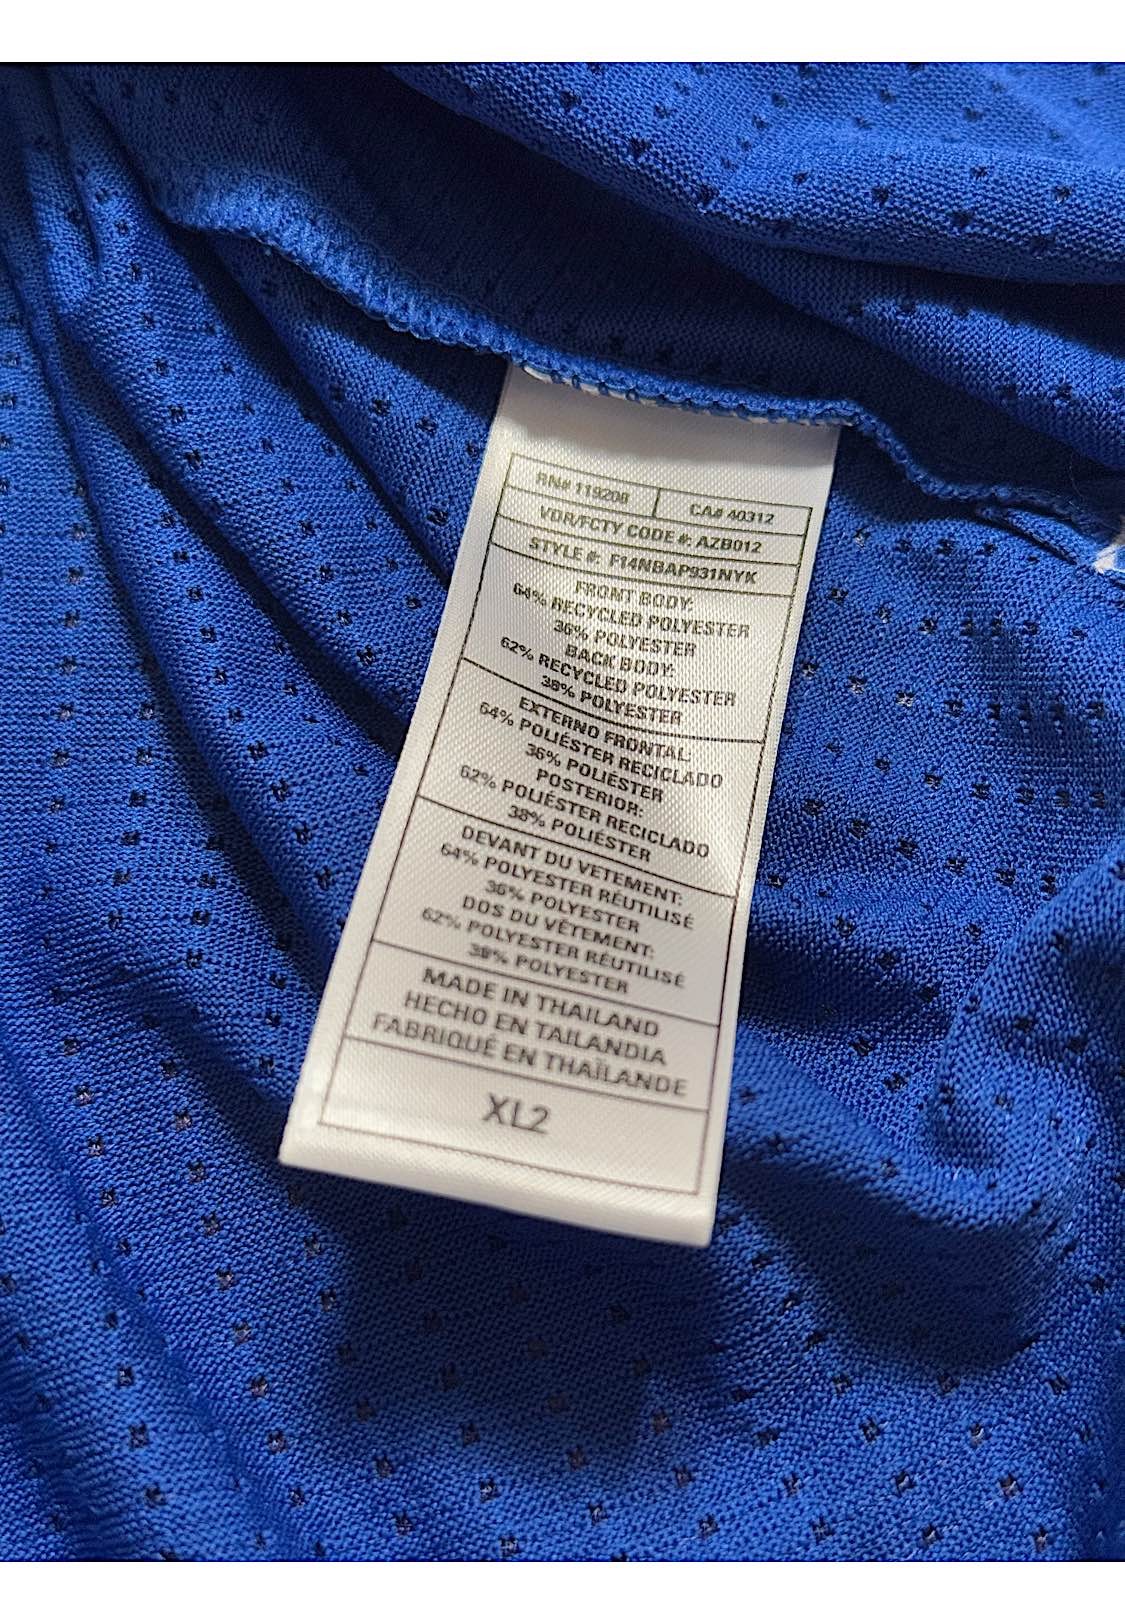 RN# 119208 CA# 40312
VDR/FCTY CODE #: AZB012
STYLE #: F14NBAP931NYK
FRONT BODY:
64% RECYCLED POLYESTER
36% POLYESTER
BACK BODY:
62% RECYCLED POLYESTER
38% POLYESTER
EXTERNO FRONTAL:
64% POLIÉSTER RECICLADO
36% POLIÉSTER
POSTERIOR:
62% POLIÉSTER RECICLADO
38% POLIÉSTER
DEVANT DU VETEMENT:
64% POLYESTER RÉUTILISÉ
36% POLYESTER
DOS DU VÊTEMENT:
62% POLYESTER RÉUTILISÉ
38% POLYESTER
MADE IN THAILAND
HECHO EN TAILANDIA
FABRIQUÉ EN THAÏLANDE
XL2